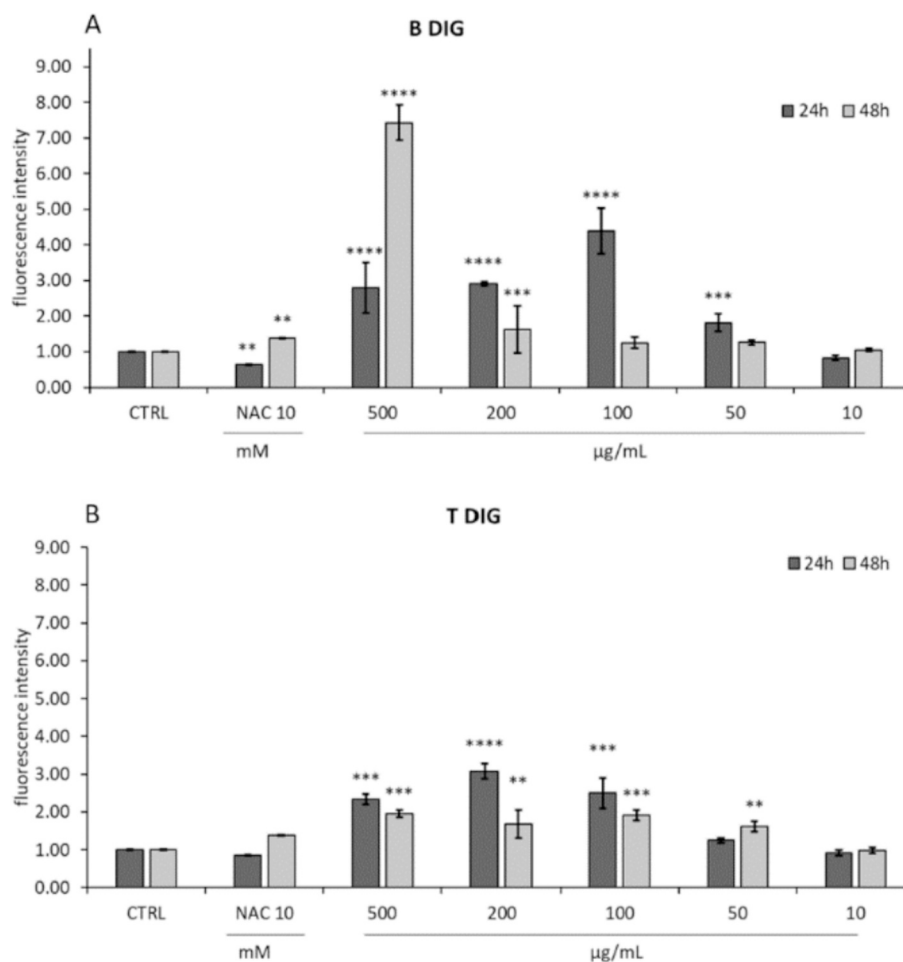 A
B DIG
9.00
8.00
7.00
6.00
5.00
4.00
3.00
2.00
1.00
0.00
fluorescence intensity
24h 48h
** ** **** **** **** *** **** ***
CTRL NAC 10 500 200 100 50 10
mM µg/mL
B
T DIG
9.00
8.00
7.00
6.00
5.00
4.00
3.00
2.00
1.00
0.00
fluorescence intensity
24h 48h
*** *** **** ** *** *** **
CTRL NAC 10 500 200 100 50 10
mM µg/mL